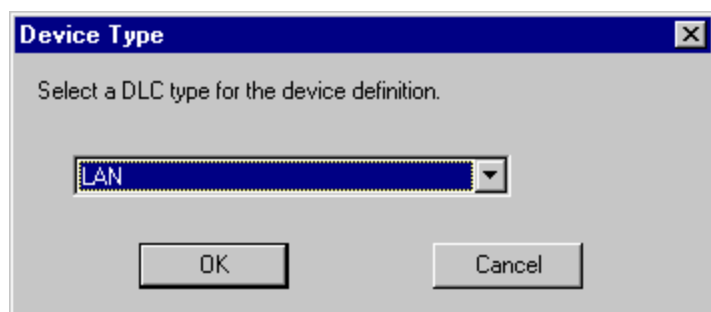 Device Type
Select a DLC type for the device definition.
LAN
OK Cancel